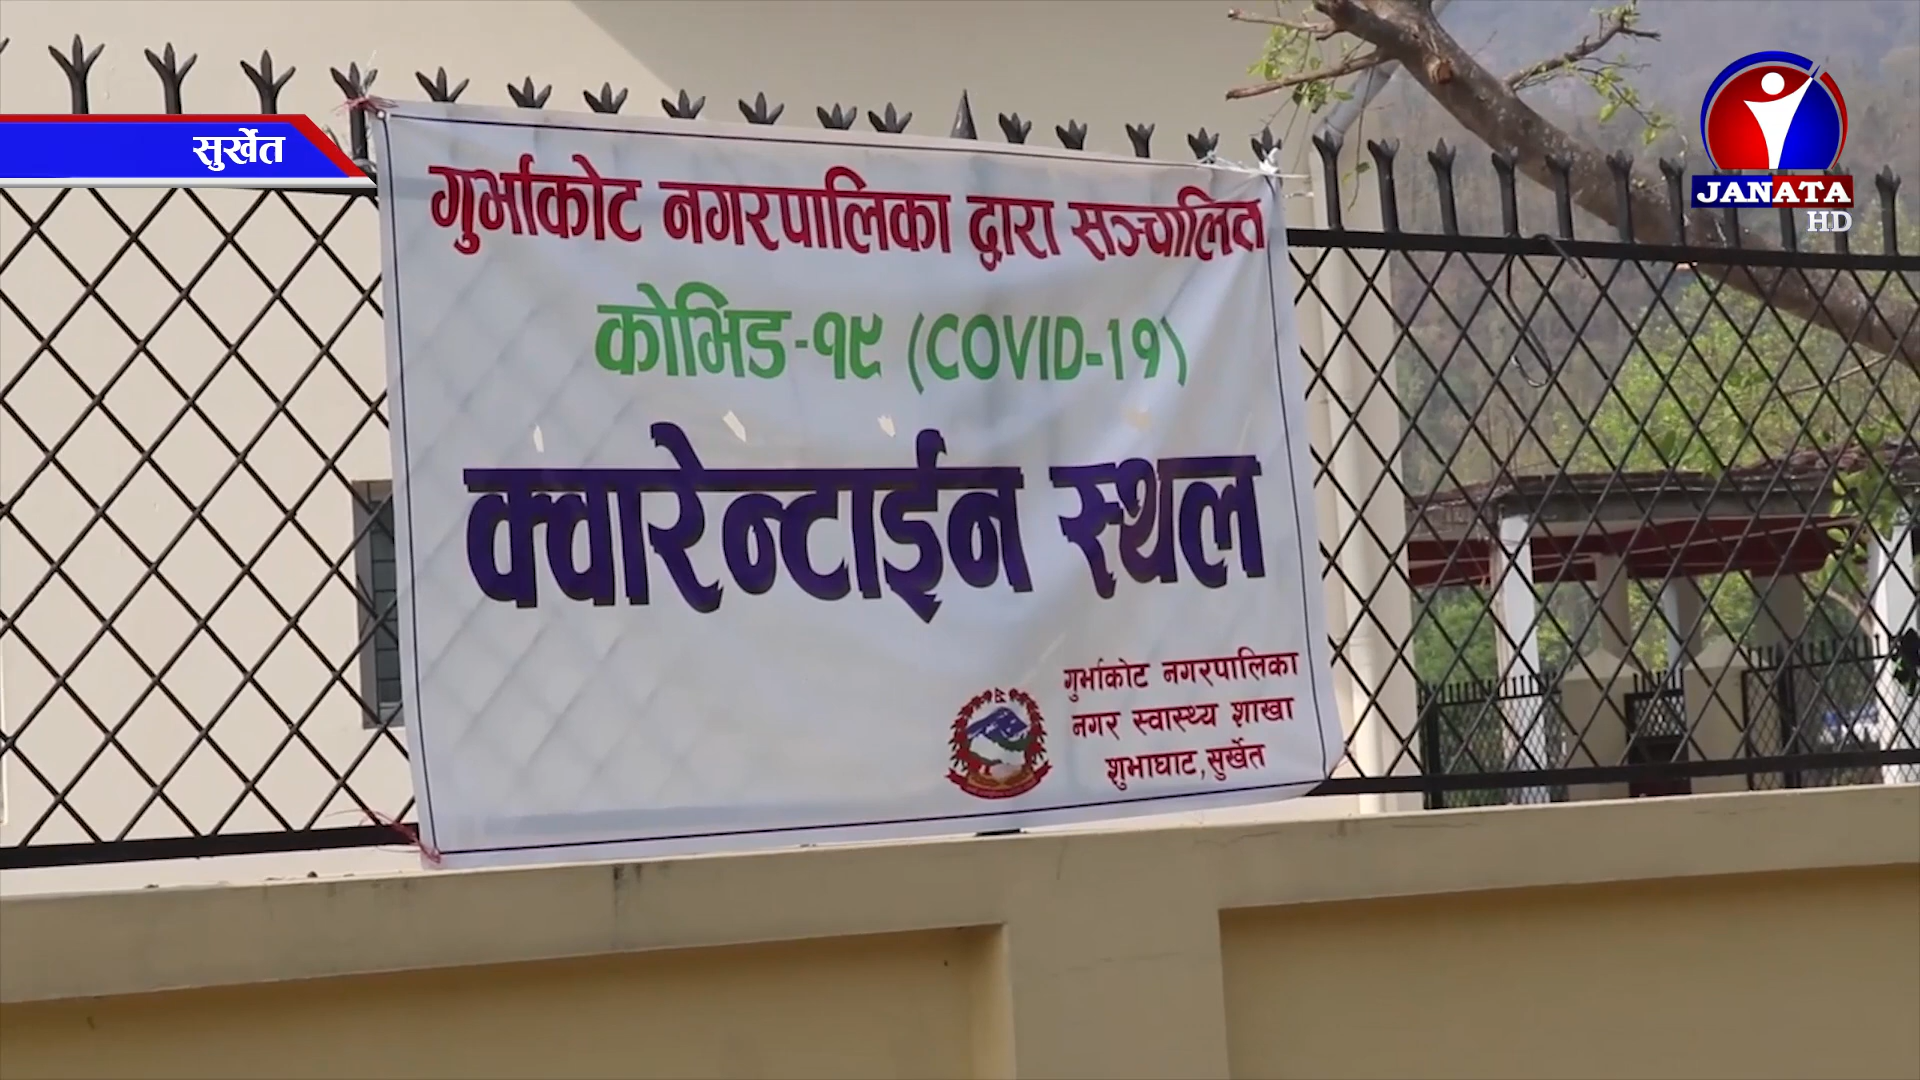 सुर्खेत
JANATA
HD
गुर्भाकोट नगरपालिका द्वारा सञ्चालित
कोभिड-१९ (COVID-19)
क्वारेन्टाईन स्थल
गुर्भाकोट नगरपालिका
नगर स्वास्थ्य शाखा
शुभाघाट,सुर्खेत